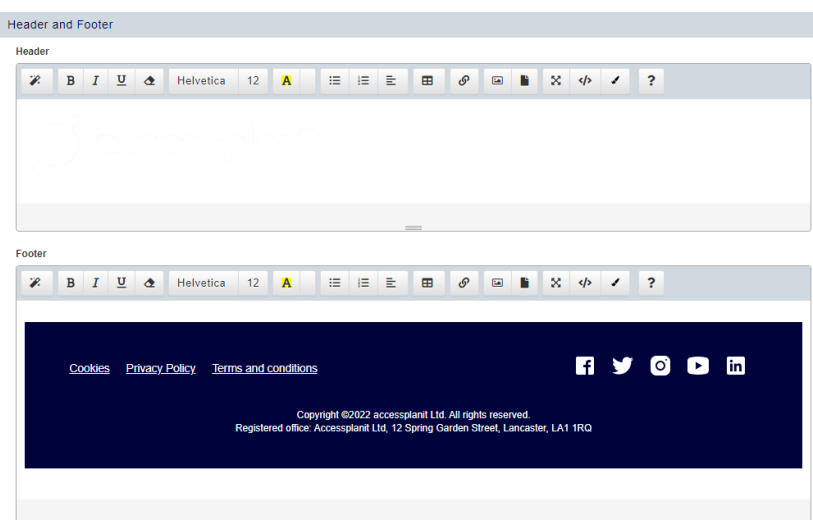 Header and Footer
Header
B I U Helvetica 12 A </> ?
Footer
B I U Helvetica 12 A </> ?
Cookies Privacy Policy Terms and conditions
Copyright ©2022 accessplanit Ltd. All rights reserved.
Registered office: Accessplanit Ltd, 12 Spring Garden Street, Lancaster, LA1 1RQ